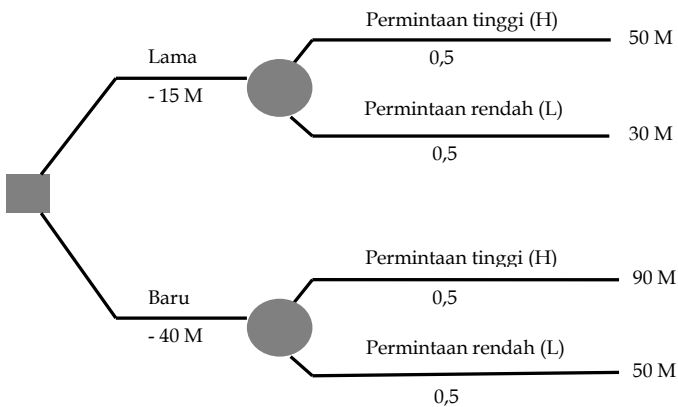 Permintaan tinggi (H)
50 M
Lama
0,5
- 15 M
Permintaan rendah (L)
30 M
0,5
Permintaan tinggi (H)
90 M
Baru
0,5
- 40 M
Permintaan rendah (L)
50 M
0,5